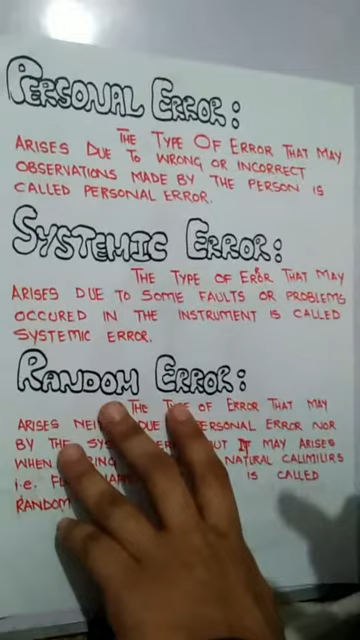 PERSONAL ERROR:
THE TYPE OF ERROR THAT MAY
ARISES DUE TO WRONG OR INCORRECT
OBSERVATIONS MADE BY THE PERSON IS
CALLED PERSONAL ERROR.
SYSTEMIC ERROR:
THE TYPE OF EROR THAT MAY
ARISES DUE TO SOME FAULTS OR PROBLEMS
OCCURED IN THE INSTRUMENT IS CALLED
SYSTEMIC ERROR.
RANDOM ERROR:
THE TYPE OF ERROR THAT MAY
ARISES DUE PERSONAL ERROR NOR
BY THE IT MAY ARISES
WHEN NATURAL CALIMILIRS
i.e. IS CALLED
RANDOM